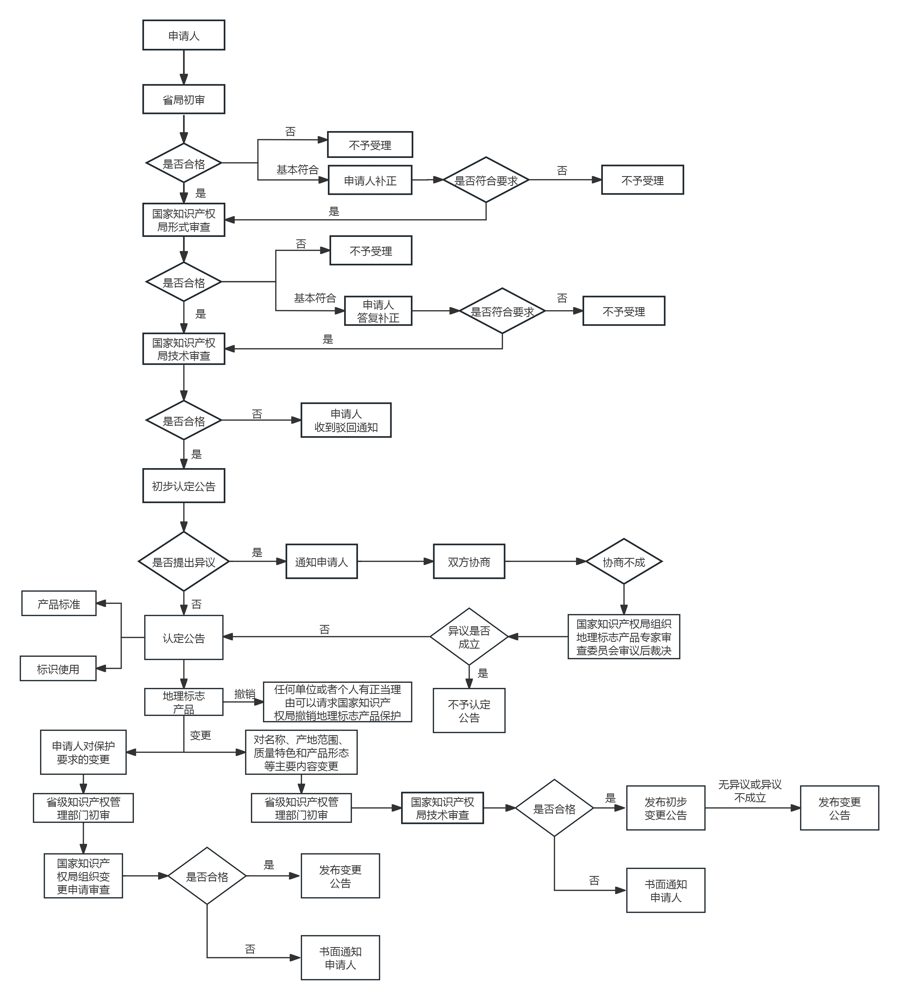 申请人
省局初审
是否合格
否
不予受理
基本符合
申请人补正
是否符合要求
否
不予受理
是
是
国家知识产权
局形式审查
是否合格
否
不予受理
基本符合
申请人
答复补正
是否符合要求
否
不予受理
是
是
国家知识产权
局技术审查
是否合格
否
申请人
收到驳回通知
是
初步认定公告
是否提出异议
是
通知申请人
双方协商
协商不成
否
产品标准
标识使用
认定公告
否
异议是否
成立
国家知识产权局组织
地理标志产品专家审
查委员会审议后裁决
是
不予认定
公告
地理标志
产品
撤销
任何单位或者个人有正当理
由可以请求国家知识产
权局撤销地理标志产品保护
变更
申请人对保护
要求的变更
对名称、产地范围、
质量特色和产品形态
等主要内容变更
省级知识产权管
理部门初审
省级知识产权管
理部门初审
国家知识产权
局技术审查
是否合格
是
发布初步
变更公告
无异议或异议
不成立
发布变更
公告
否
书面通知
申请人
国家知识产
权局组织变
更申请审查
是否合格
是
发布变更
公告
否
书面通知
申请人